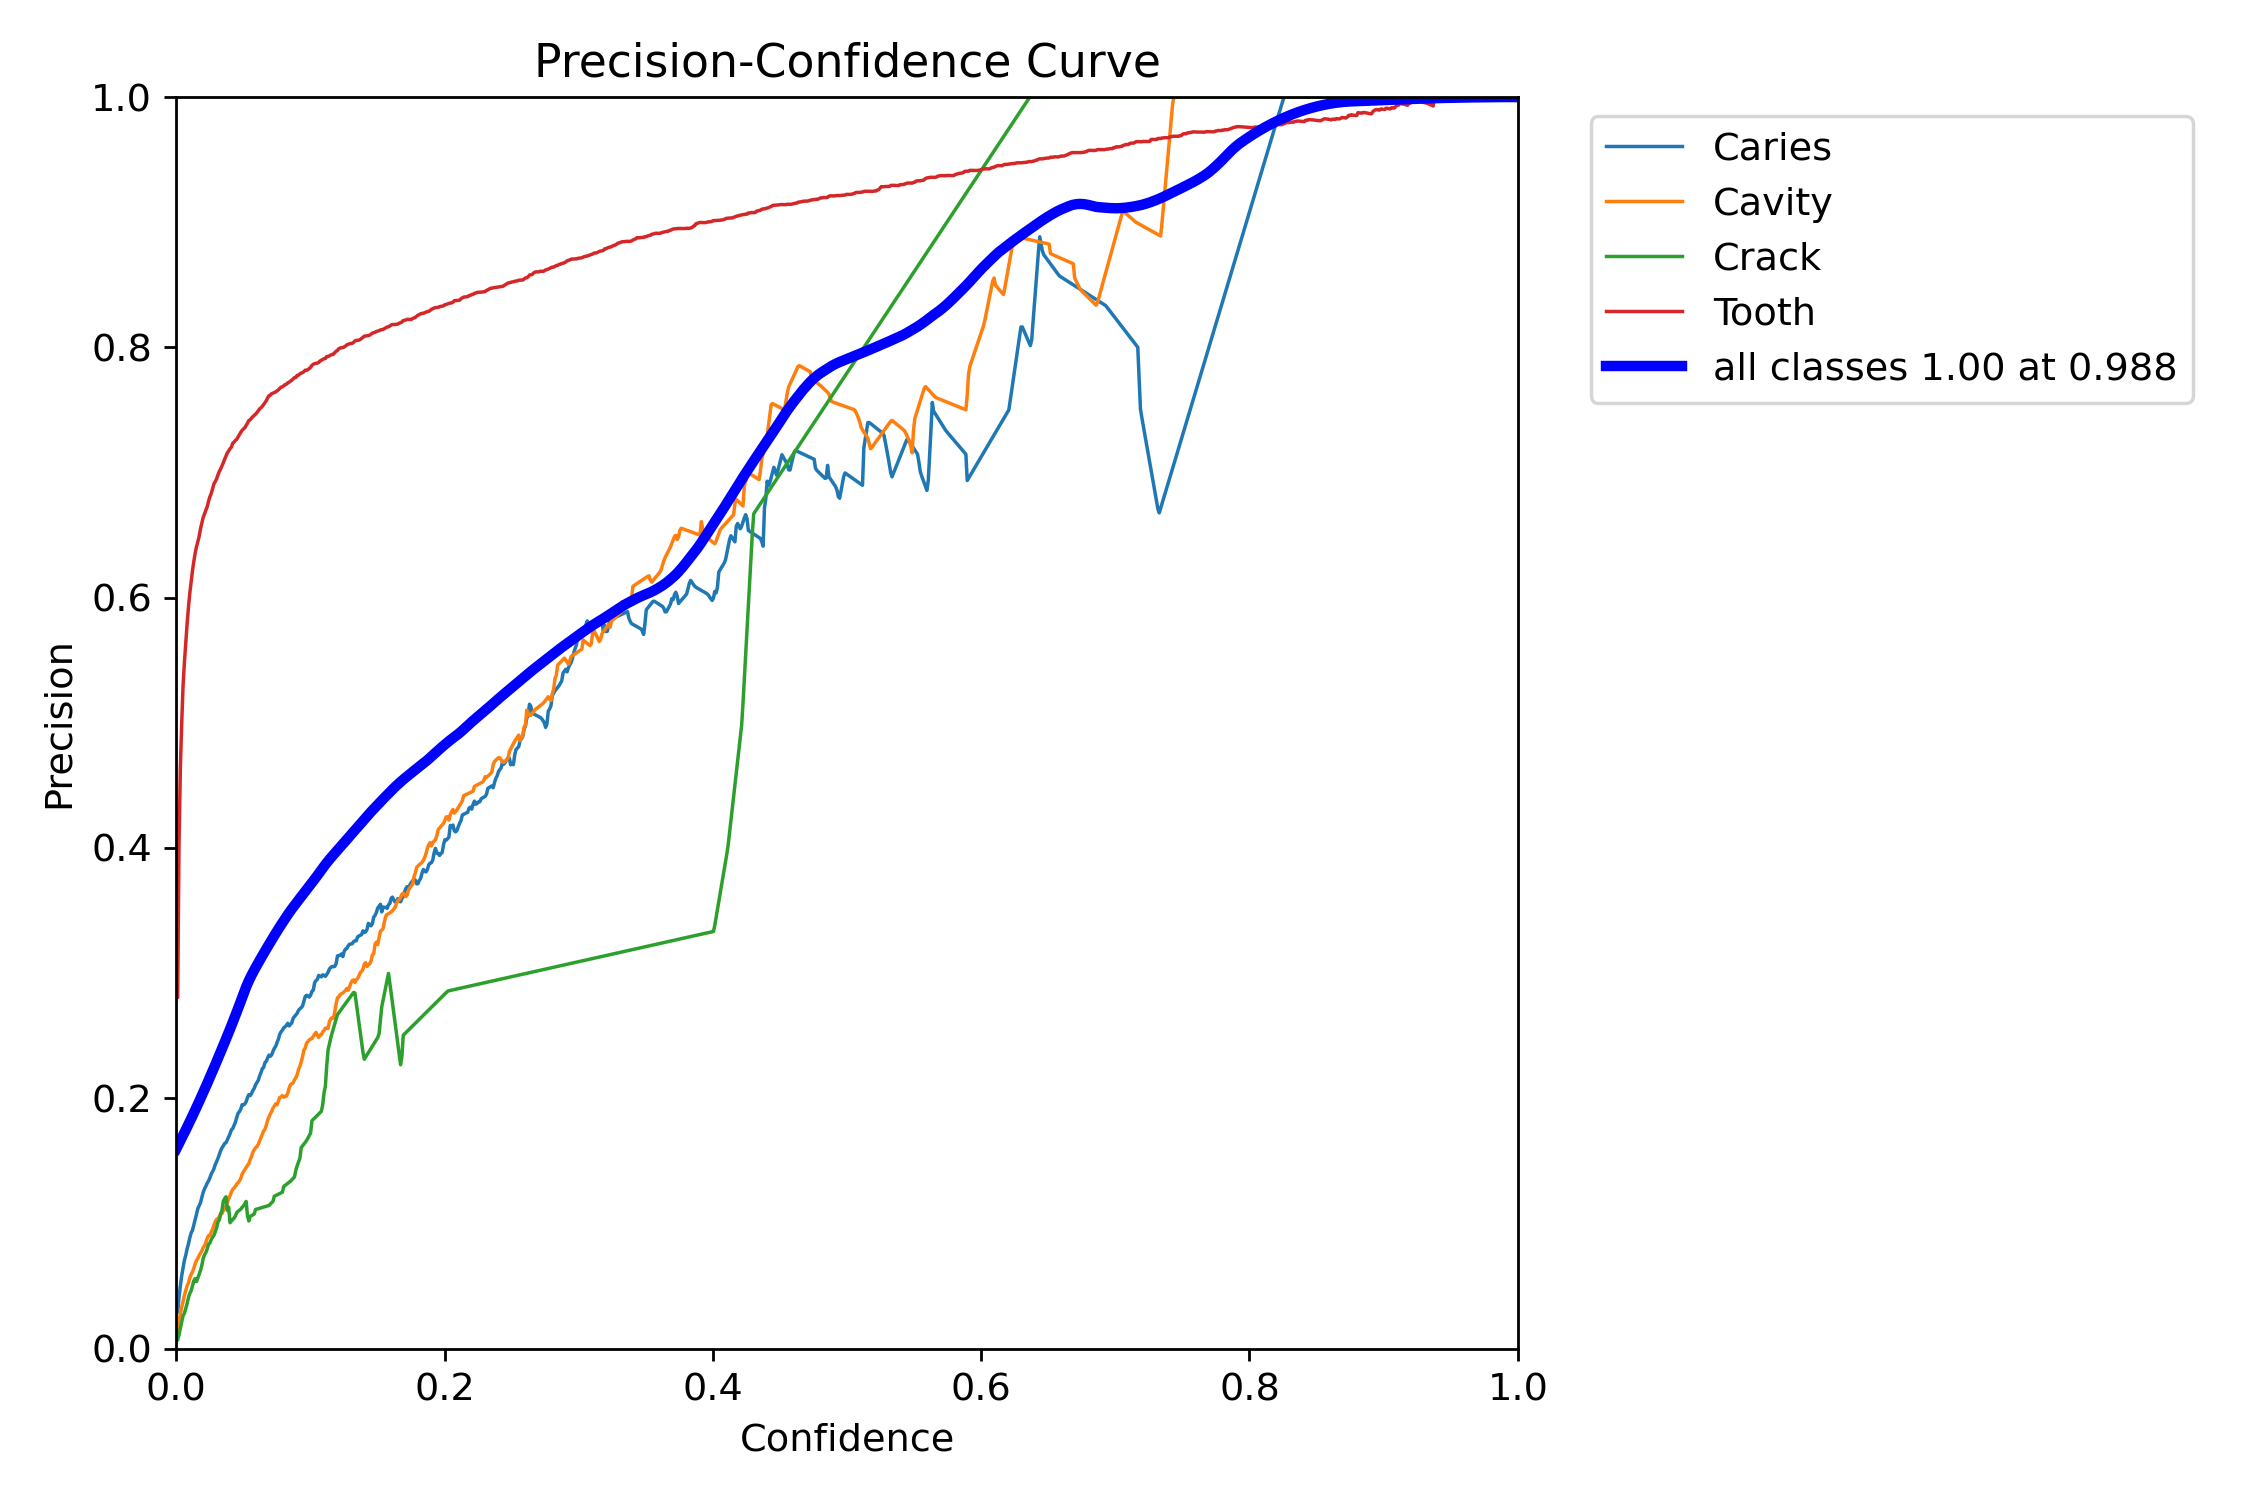 Precision-Confidence Curve
1.0
0.8
0.6
0.4
0.2
0.0
Precision
0.0 0.2 0.4 0.6 0.8 1.0
Confidence
Caries
Cavity
Crack
Tooth
all classes 1.00 at 0.988